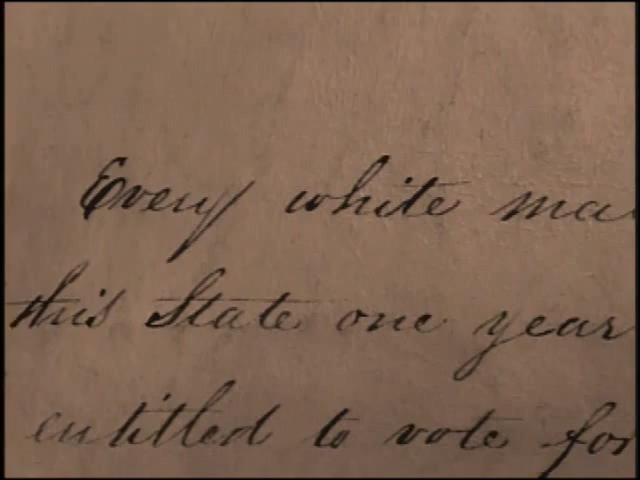 Every white ma
this State one year
entitled to vote for